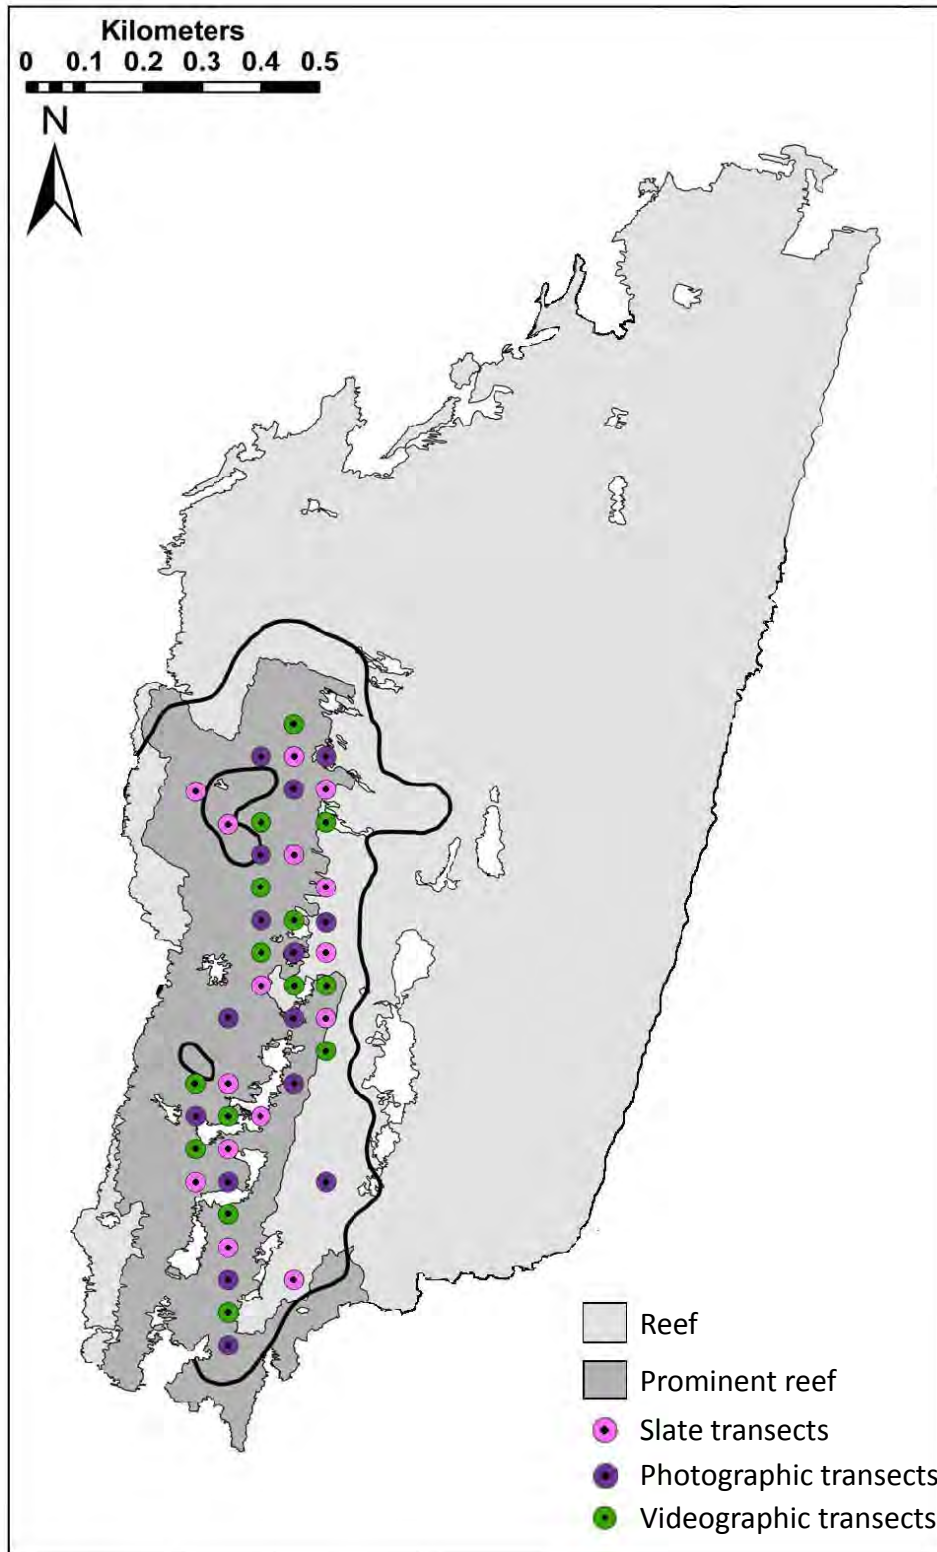 Kilometers
0 0.1 0.2 0.3 0.4 0.5
N
Reef
Prominent reef
Slate transects
Photographic transects
Videographic transects